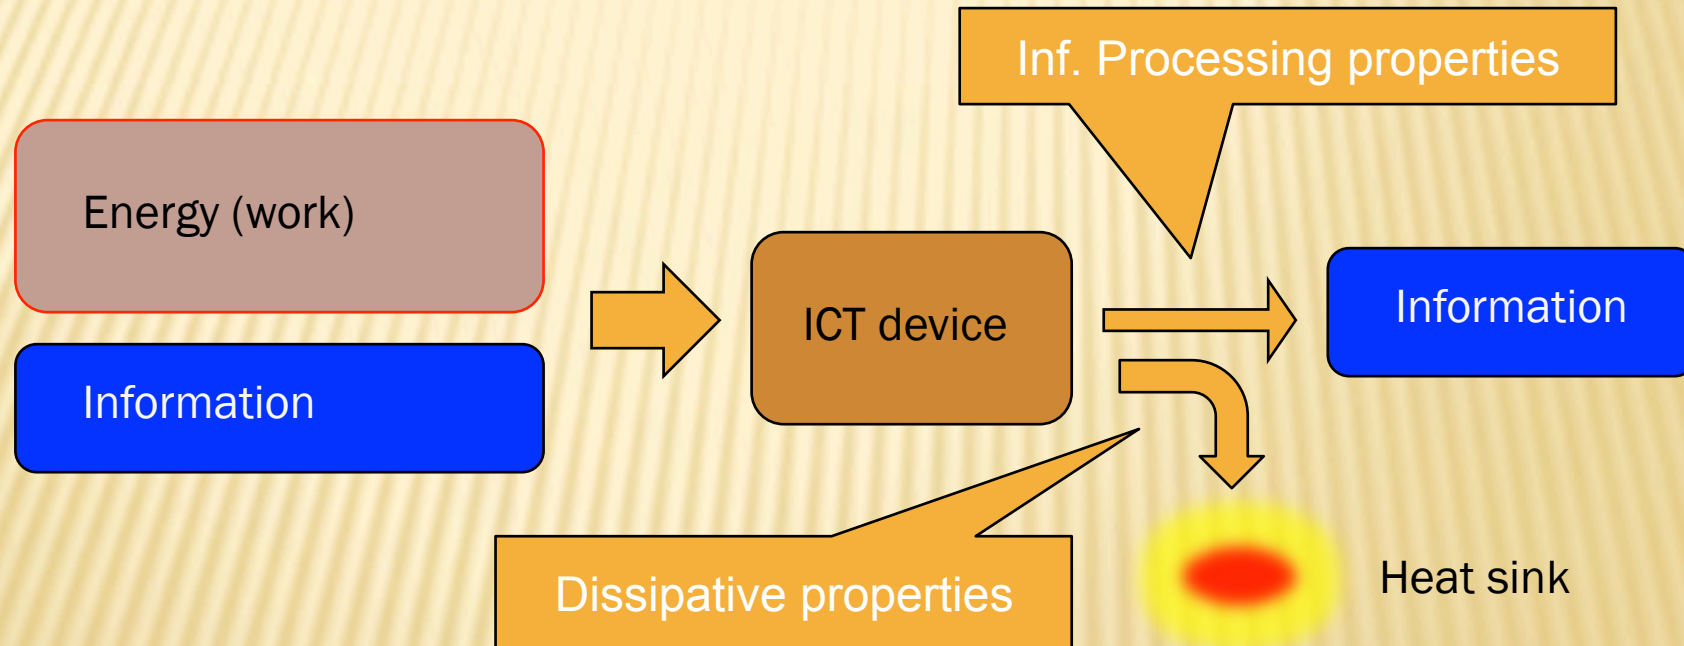 Inf. Processing properties
Energy (work)
Information
ICT device
Information
Dissipative properties
Heat sink